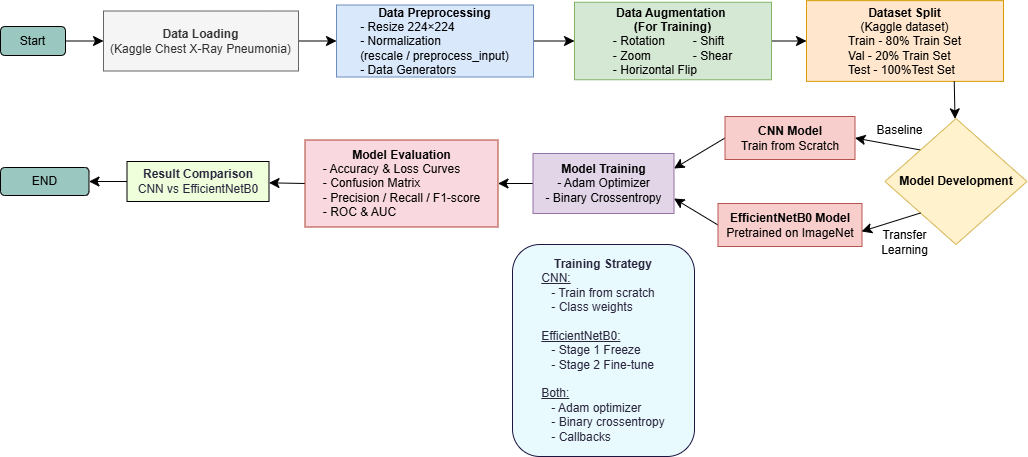 Start
Data Loading
(Kaggle Chest X-Ray Pneumonia)
Data Preprocessing
- Resize 224×224
- Normalization
(rescale / preprocess_input)
- Data Generators
Data Augmentation
(For Training)
- Rotation - Shift
- Zoom - Shear
- Horizontal Flip
Dataset Split
(Kaggle dataset)
Train - 80% Train Set
Val - 20% Train Set
Test - 100%Test Set
Model Development
Baseline
Transfer
Learning
CNN Model
Train from Scratch
EfficientNetB0 Model
Pretrained on ImageNet
Model Training
- Adam Optimizer
- Binary Crossentropy
Model Evaluation
- Accuracy & Loss Curves
- Confusion Matrix
- Precision / Recall / F1-score
- ROC & AUC
Result Comparison
CNN vs EfficientNetB0
END
Training Strategy
CNN:
- Train from scratch
- Class weights
EfficientNetB0:
- Stage 1 Freeze
- Stage 2 Fine-tune
Both:
- Adam optimizer
- Binary crossentropy
- Callbacks